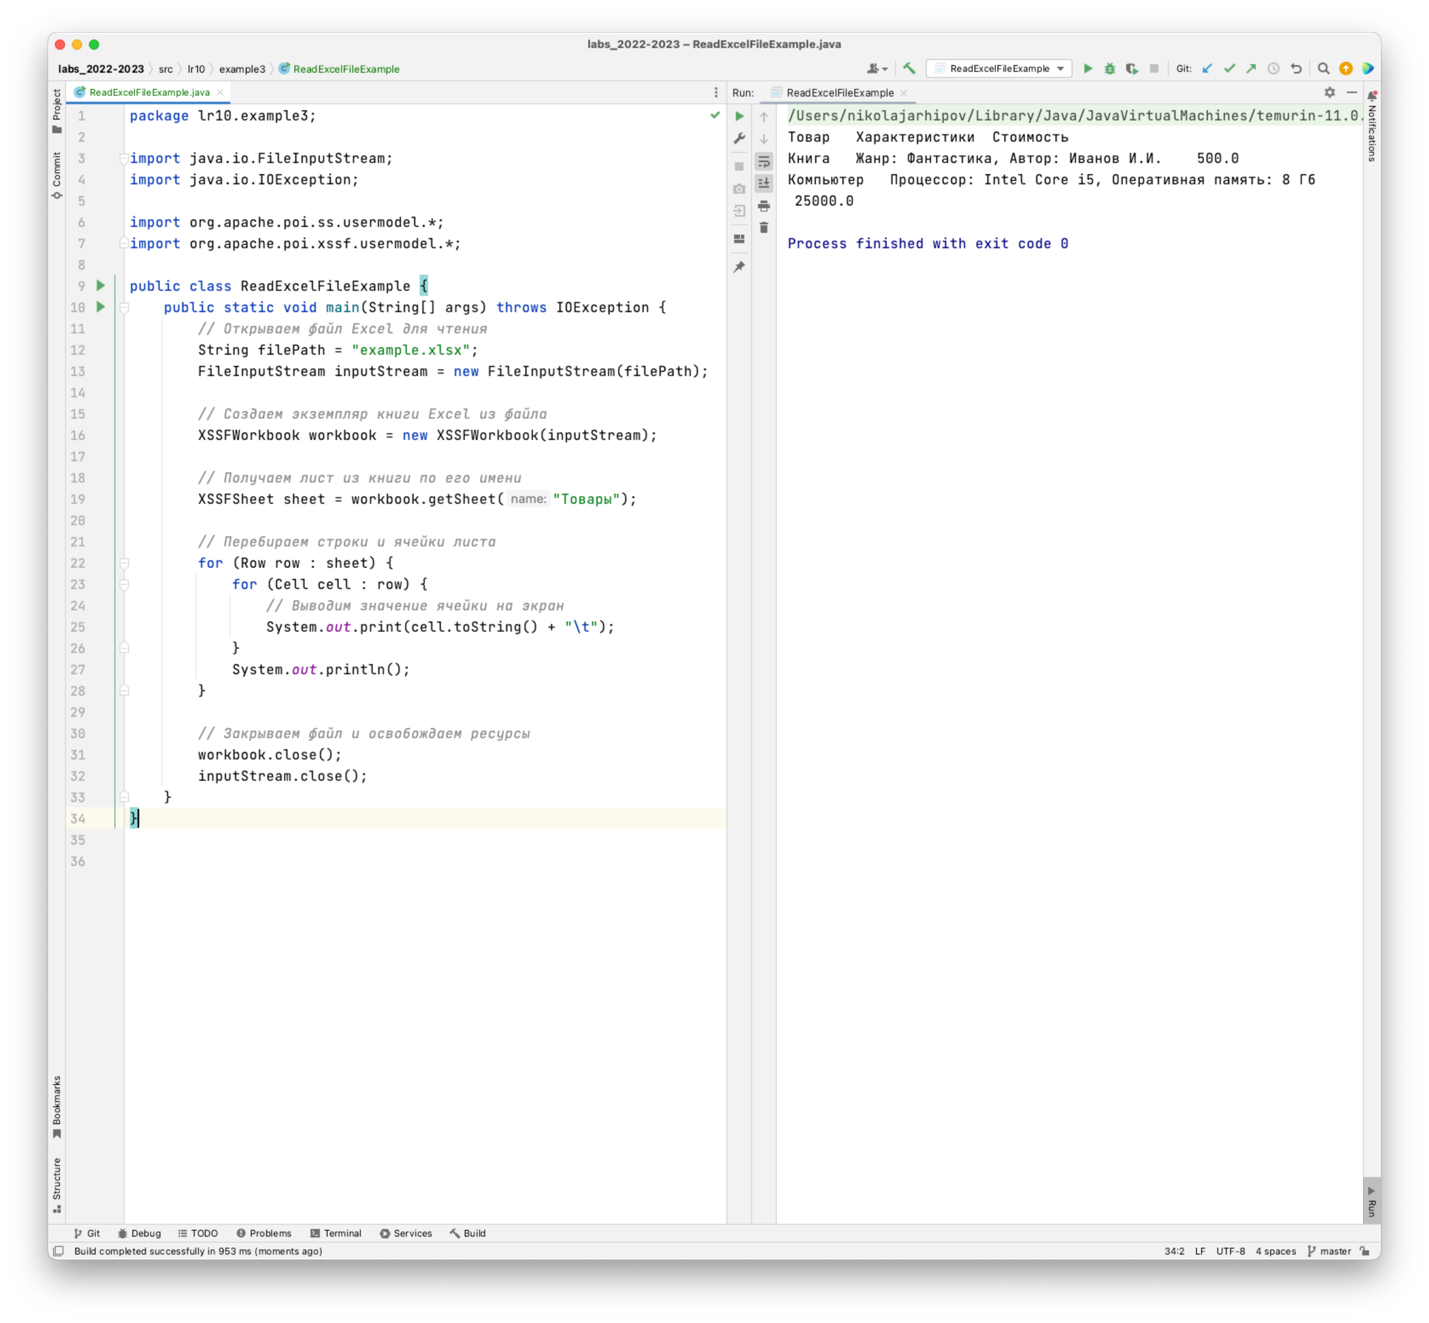 labs_2022-2023 – ReadExcelFileExample.java
labs_2022-2023 src lr10 example3 ReadExcelFileExample
ReadExcelFileExample Git:
ReadExcelFileExample.java
Run: ReadExcelFileExample
Project
Commit
Bookmarks
Structure
1 package lr10.example3;
2
3 import java.io.FileInputStream;
4 import java.io.IOException;
5
6 import org.apache.poi.ss.usermodel.*;
7 import org.apache.poi.xssf.usermodel.*;
8
9 public class ReadExcelFileExample {
10 public static void main(String[] args) throws IOException {
11 // Открываем файл Excel для чтения
12 String filePath = "example.xlsx";
13 FileInputStream inputStream = new FileInputStream(filePath);
14
15 // Создаем экземпляр книги Excel из файла
16 XSSFWorkbook workbook = new XSSFWorkbook(inputStream);
17
18 // Получаем лист из книги по его имени
19 XSSFSheet sheet = workbook.getSheet( name: "Товары");
20
21 // Перебираем строки и ячейки листа
22 for (Row row : sheet) {
23 for (Cell cell : row) {
24 // Выводим значение ячейки на экран
25 System.out.print(cell.toString() + "\t");
26 }
27 System.out.println();
28 }
29
30 // Закрываем файл и освобождаем ресурсы
31 workbook.close();
32 inputStream.close();
33 }
34 }
35
36
/Users/nikolajarhipov/Library/Java/JavaVirtualMachines/temurin-11.0.
Товар Характеристики Стоимость
Книга Жанр: Фантастика, Автор: Иванов И.И. 500.0
Компьютер Процессор: Intel Core i5, Оперативная память: 8 Гб
25000.0
Process finished with exit code 0
Notifications
Run
Git Debug TODO Problems Terminal Services Build
Build completed successfully in 953 ms (moments ago) 34:2 LF UTF-8 4 spaces master